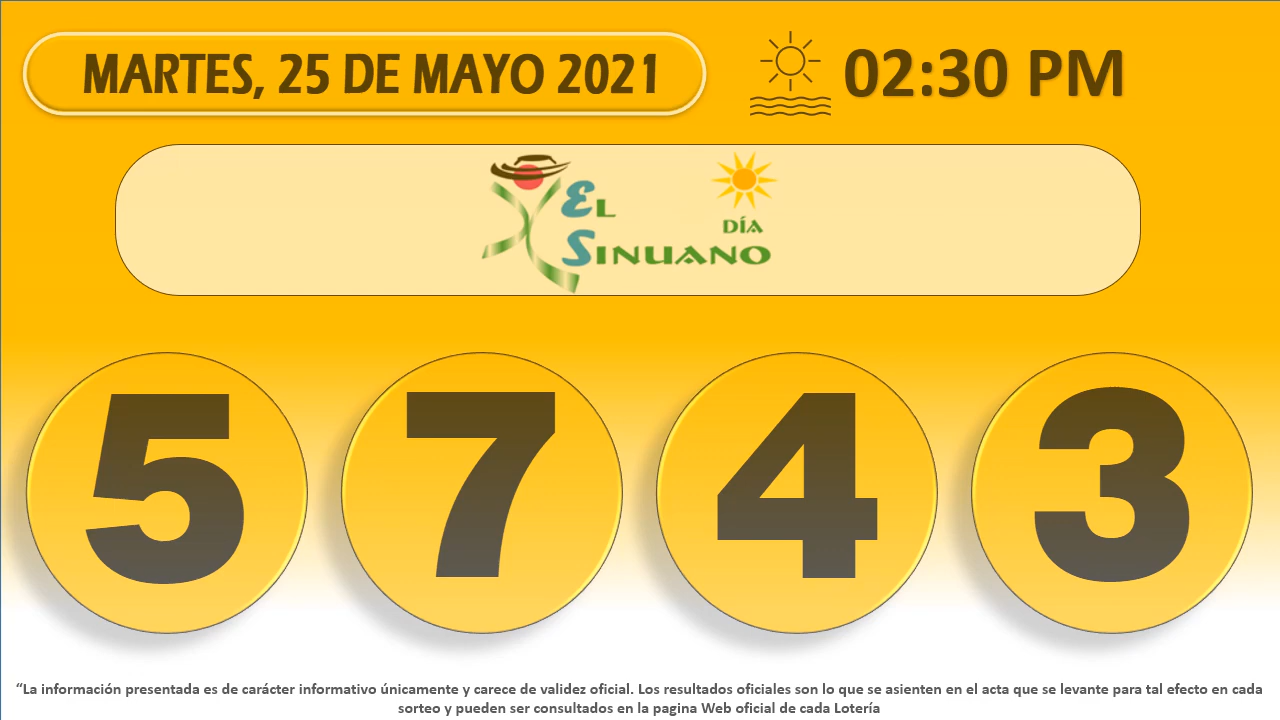 MARTES, 25 DE MAYO 2021
02:30 PM
EL
DÍA
SINUANO
5 7 4 3
“La información presentada es de carácter informativo únicamente y carece de validez oficial. Los resultados oficiales son lo que se asienten en el acta que se levante para tal efecto en cada
sorteo y pueden ser consultados en la pagina Web oficial de cada Lotería